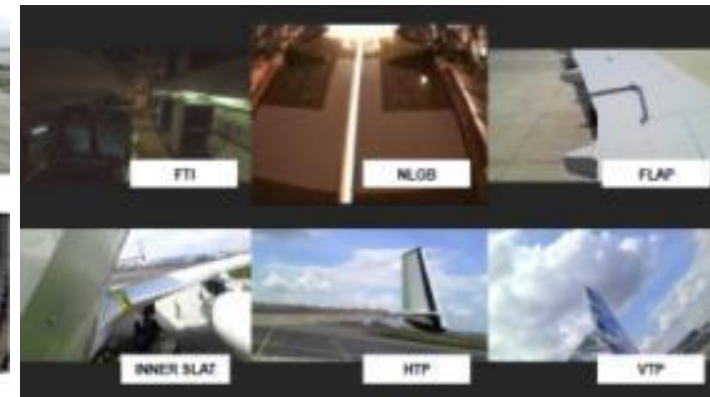 FTI
NLGB
FLAP
INNER SLAT
HTP
VTP